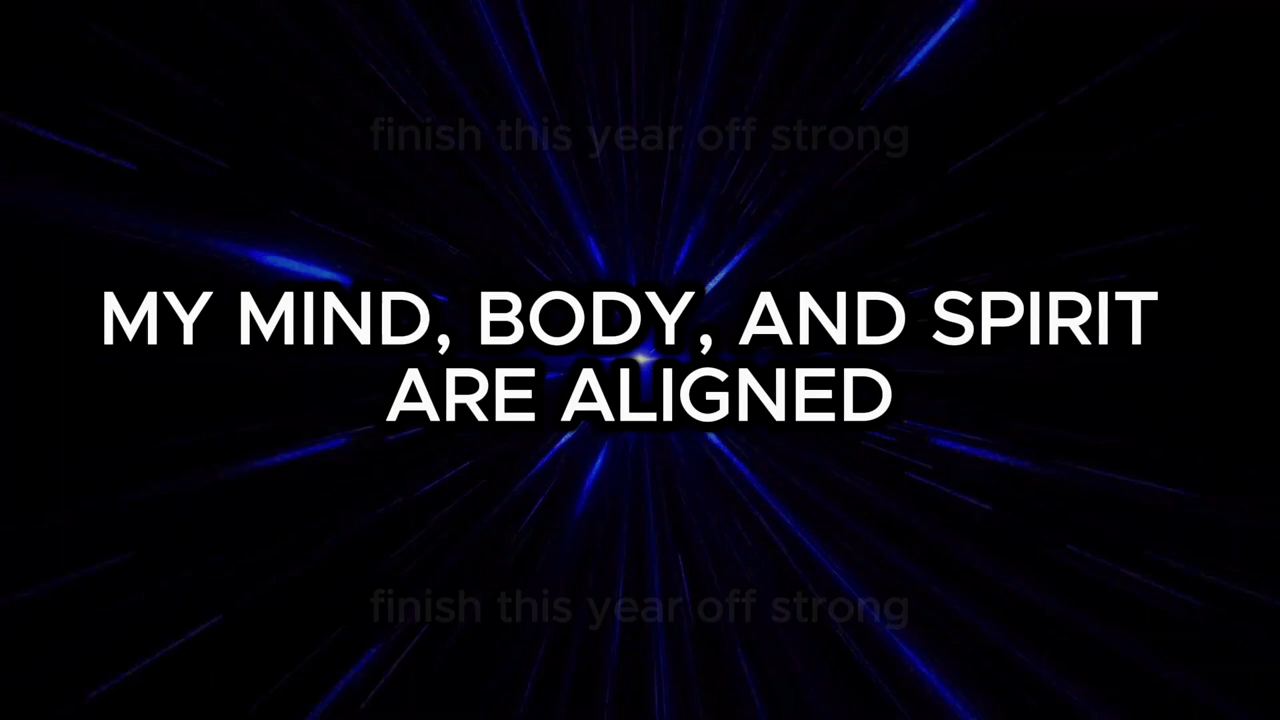 finish this year off strong
MY MIND, BODY, AND SPIRIT
ARE ALIGNED
finish this year off strong